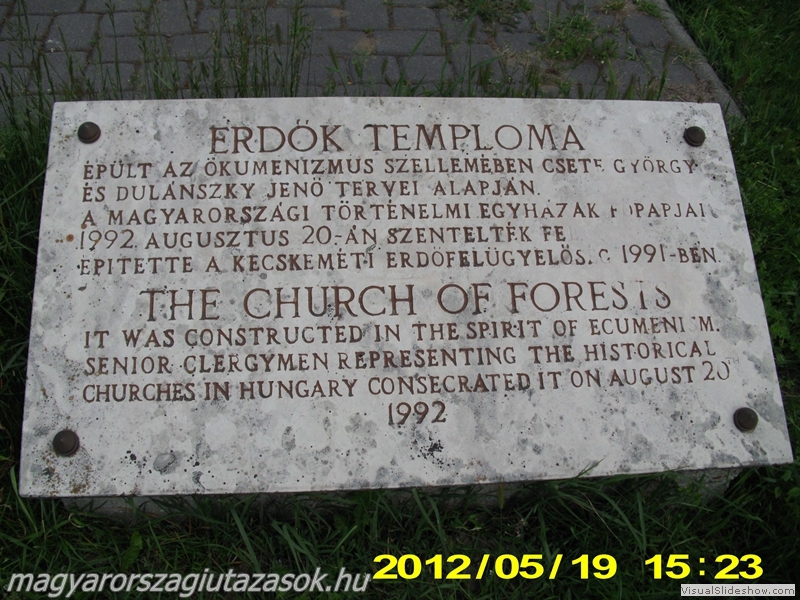 ERDŐK TEMPLOMA
ÉPÜLT AZ ÖKUMENIZMUS SZELLEMÉBEN CSETE GYÖRGY
ÉS DULÁNSZKY JENŐ TERVEI ALAPJÁN.
A MAGYARORSZÁGI TÖRTÉNELMI EGYHÁZAK
1992. AUGUSZTUS 20-ÁN SZENTELTÉK FE
ÉPÍTETTE A KECSKEMÉTI 1991-BEN.
THE CHURCH OF FORESTS
IT WAS CONSTRUCTED IN THE SPIRIT OF ECUMENISM.
SENIOR CLERGYMEN REPRESENTING THE HISTORICAL
CHURCHES IN HUNGARY CONSECRATED IT ON AUGUST 20TH
1992
2012/05/19 15:23
magyarorszagiutazasok.hu
VisualSlideshow.com